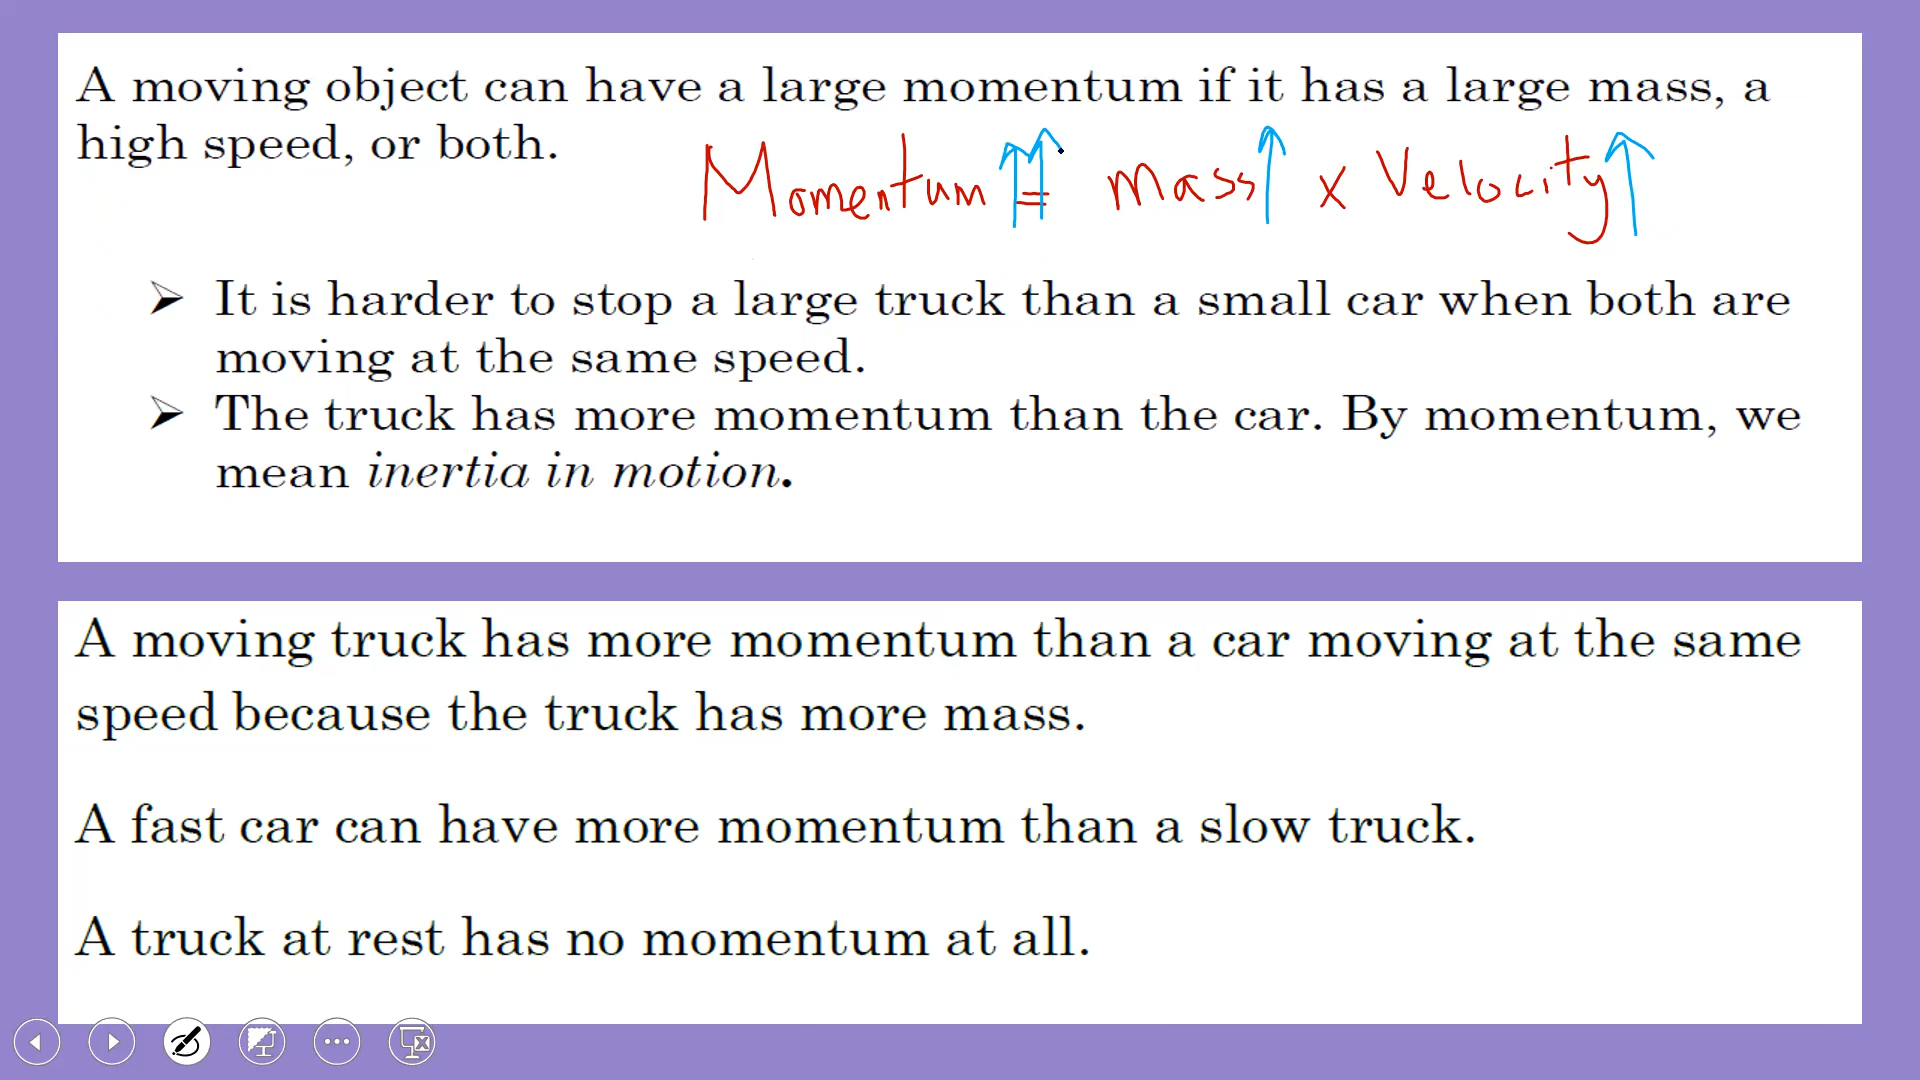 A moving object can have a large momentum if it has a large mass, a
high speed, or both.
Momentum ↑↑ = mass ↑ x Velocity ↑
➢ It is harder to stop a large truck than a small car when both are
moving at the same speed.
➢ The truck has more momentum than the car. By momentum, we
mean inertia in motion.
A moving truck has more momentum than a car moving at the same
speed because the truck has more mass.
A fast car can have more momentum than a slow truck.
A truck at rest has no momentum at all.